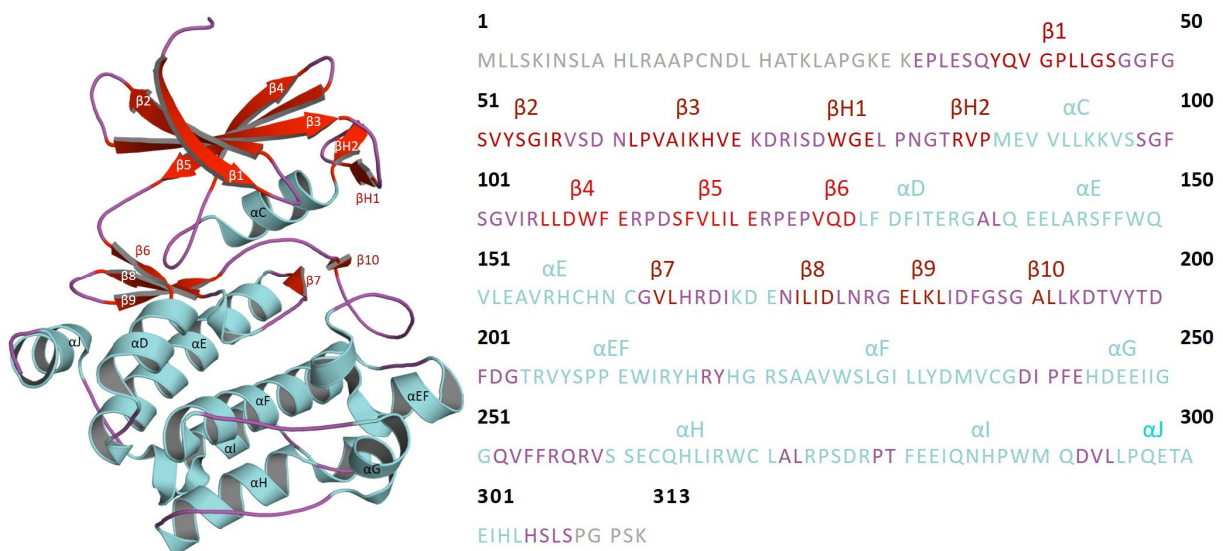 β2
β4
β3
βH2
β5
β1
βH1
αC
β6
β10
β8
β7
β9
αJ
αD
αE
αEF
αF
αI
αG
αH
1 50
β1
MLLSKINSLA HLRAAPCNDL HATKLAPGKE KEPLESQYQV GPLLGSGGFG
51 β2 β3 βH1 βH2 αC 100
SVYSGIRVSD NLPVAIKHVE KDRISDWGEL PNGTRVPMEV VLLKKVSSGF
101 β4 β5 β6 αD αE 150
SGVIRLLDWF ERPDSFVLIL ERPEPVQDLF DFITERGALQ EELARSFFWQ
151 αE β7 β8 β9 β10 200
VLEAVRHCHN CGVLHRDIKD ENILIDLNRG ELKLIDFGSG ALLKDTVYTD
201 αEF αF αG 250
FDGTRVYSPP EWIRYHRYHG RSAAVWSLGI LLYDMVCGDI PFEHDEEIIG
251 αH αI αJ 300
GQVFFRQRVS SECQHLIRWC LALRPSDRPT FEEIQNHPWM QDVLLPQETA
301 313
EIHLHSLSPG PSK